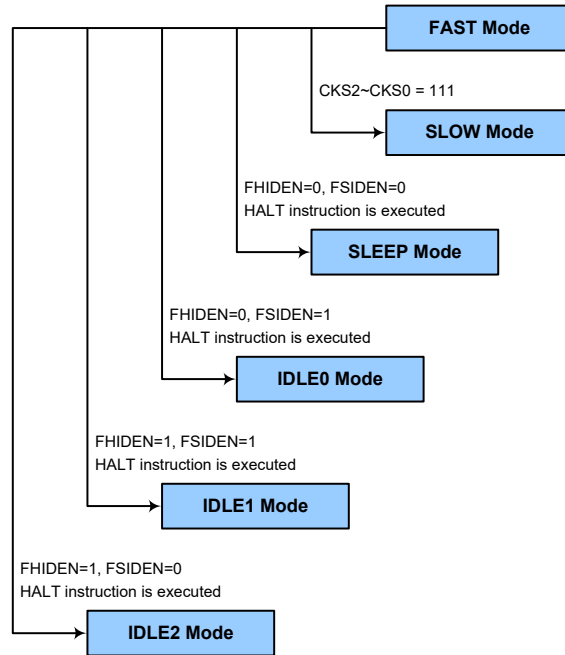 FAST Mode
CKS2~CKS0 = 111
SLOW Mode
FHIDEN=0, FSIDEN=0
HALT instruction is executed
SLEEP Mode
FHIDEN=0, FSIDEN=1
HALT instruction is executed
IDLE0 Mode
FHIDEN=1, FSIDEN=1
HALT instruction is executed
IDLE1 Mode
FHIDEN=1, FSIDEN=0
HALT instruction is executed
IDLE2 Mode